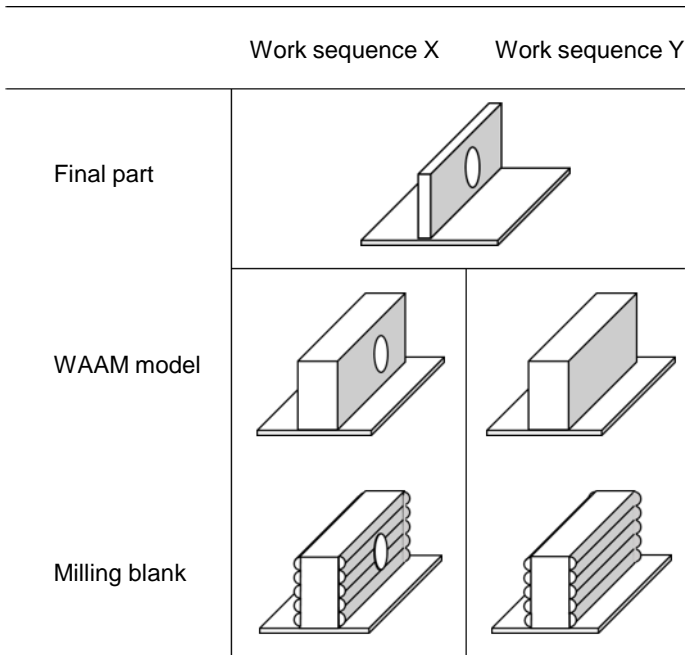 Work sequence X
Work sequence Y
Final part
WAAM model
Milling blank